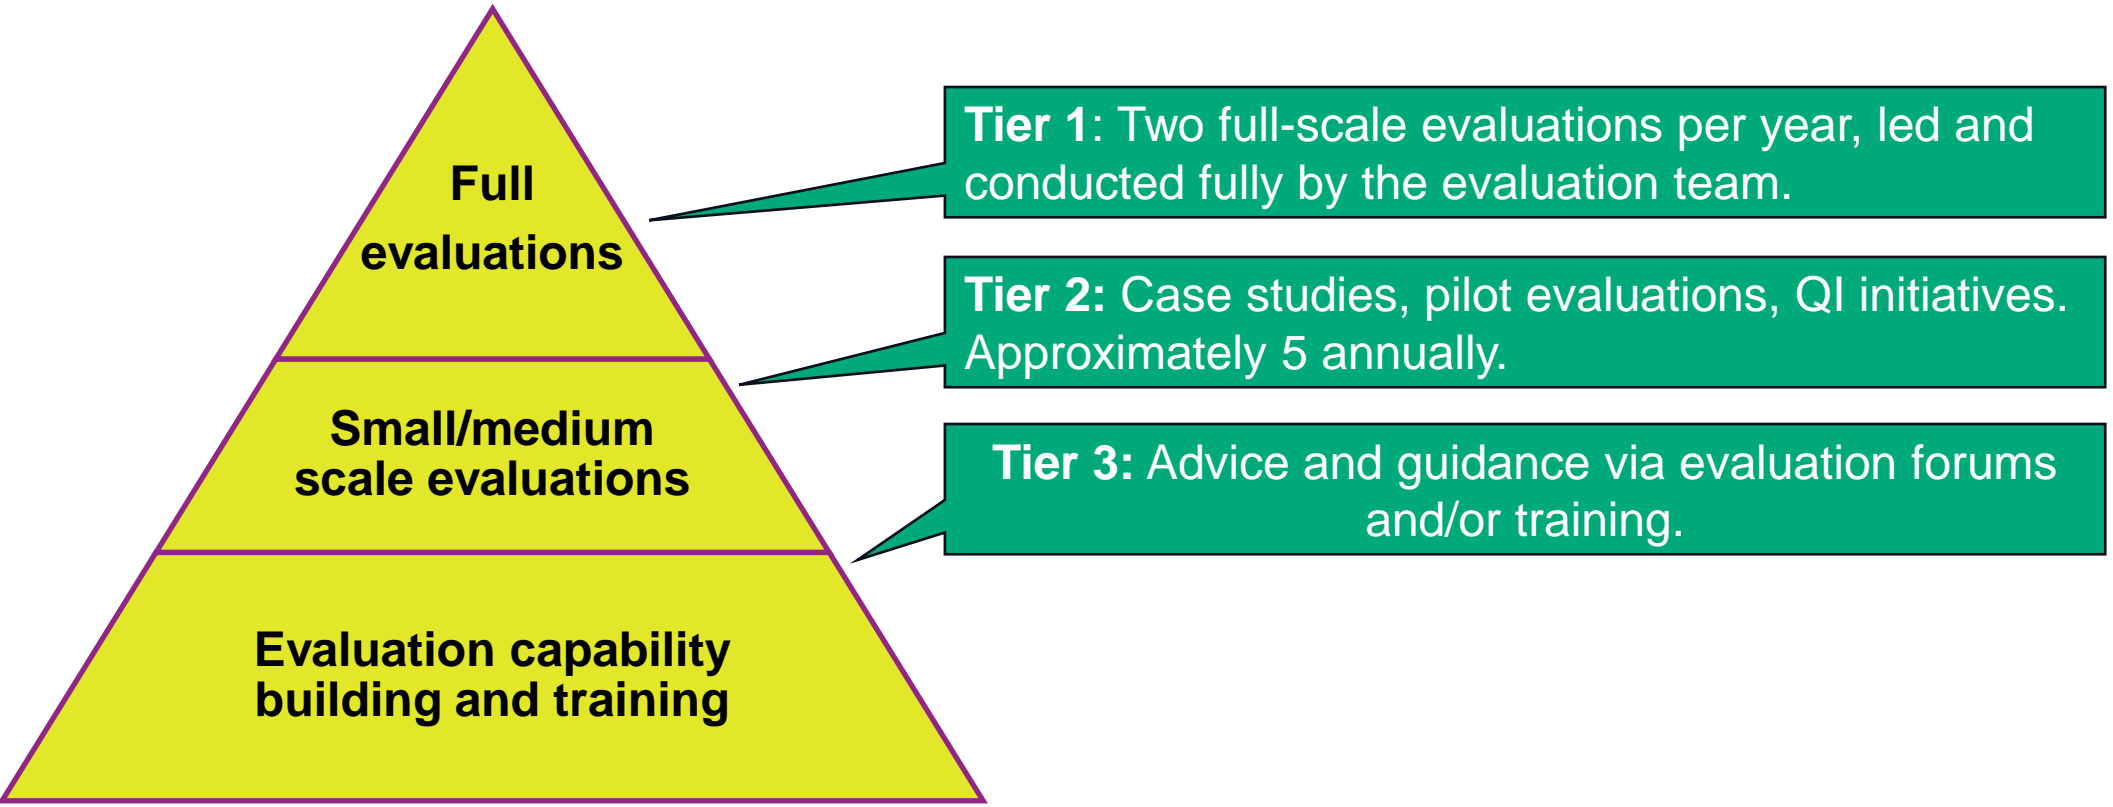 Full
evaluations
Tier 1: Two full-scale evaluations per year, led and
conducted fully by the evaluation team.
Small/medium
scale evaluations
Tier 2: Case studies, pilot evaluations, QI initiatives.
Approximately 5 annually.
Evaluation capability
building and training
Tier 3: Advice and guidance via evaluation forums
and/or training.